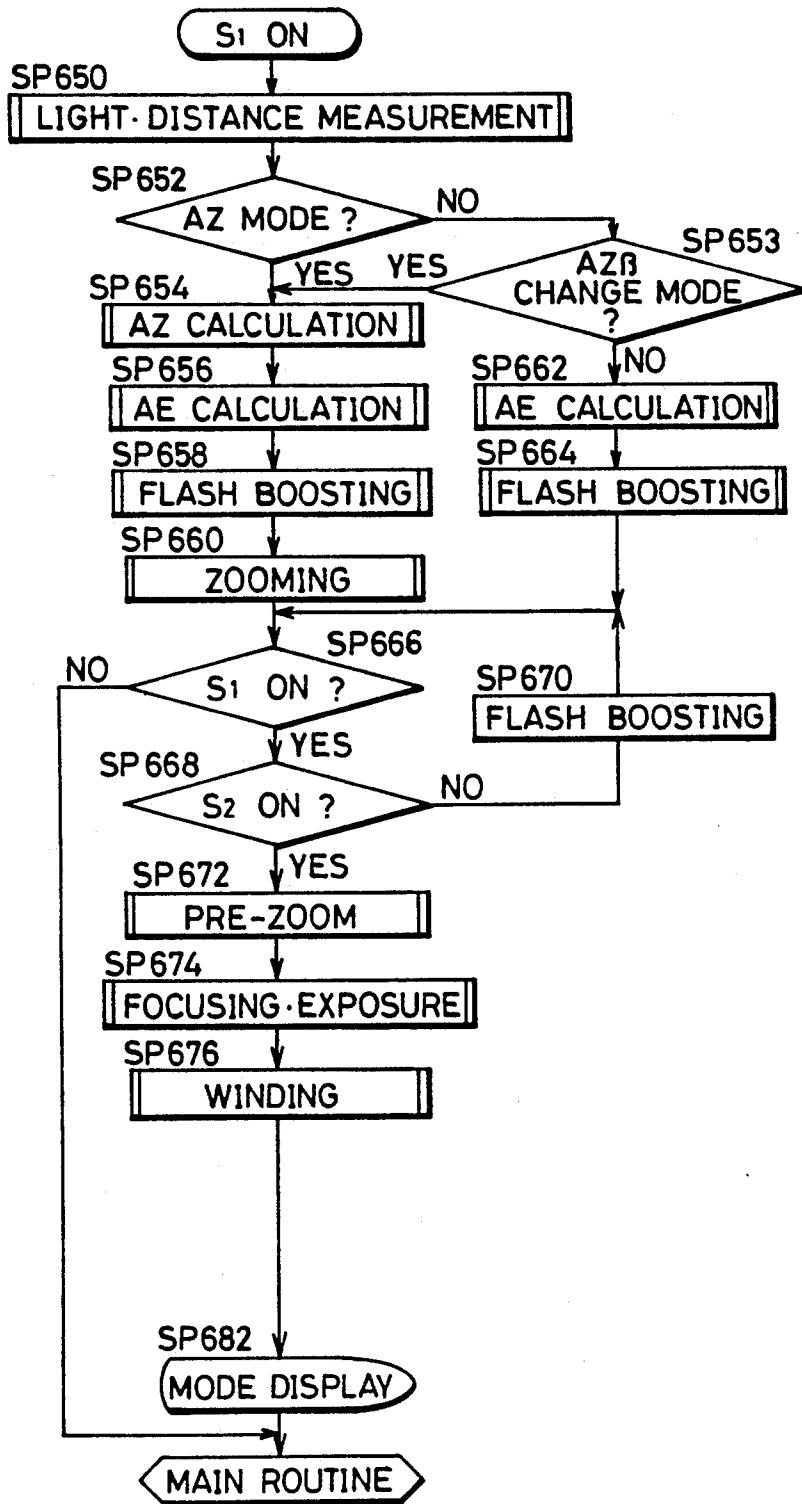 S1 ON
SP650
LIGHT·DISTANCE MEASUREMENT
SP652
AZ MODE ?
NO
SP653
AZβ
CHANGE MODE
?
YES
YES
NO
SP654
AZ CALCULATION
SP656
AE CALCULATION
SP662
AE CALCULATION
SP658
FLASH BOOSTING
SP664
FLASH BOOSTING
SP660
ZOOMING
SP666
S1 ON ?
NO
YES
SP670
FLASH BOOSTING
SP668
S2 ON ?
NO
YES
SP672
PRE-ZOOM
SP674
FOCUSING·EXPOSURE
SP676
WINDING
SP682
MODE DISPLAY
MAIN ROUTINE